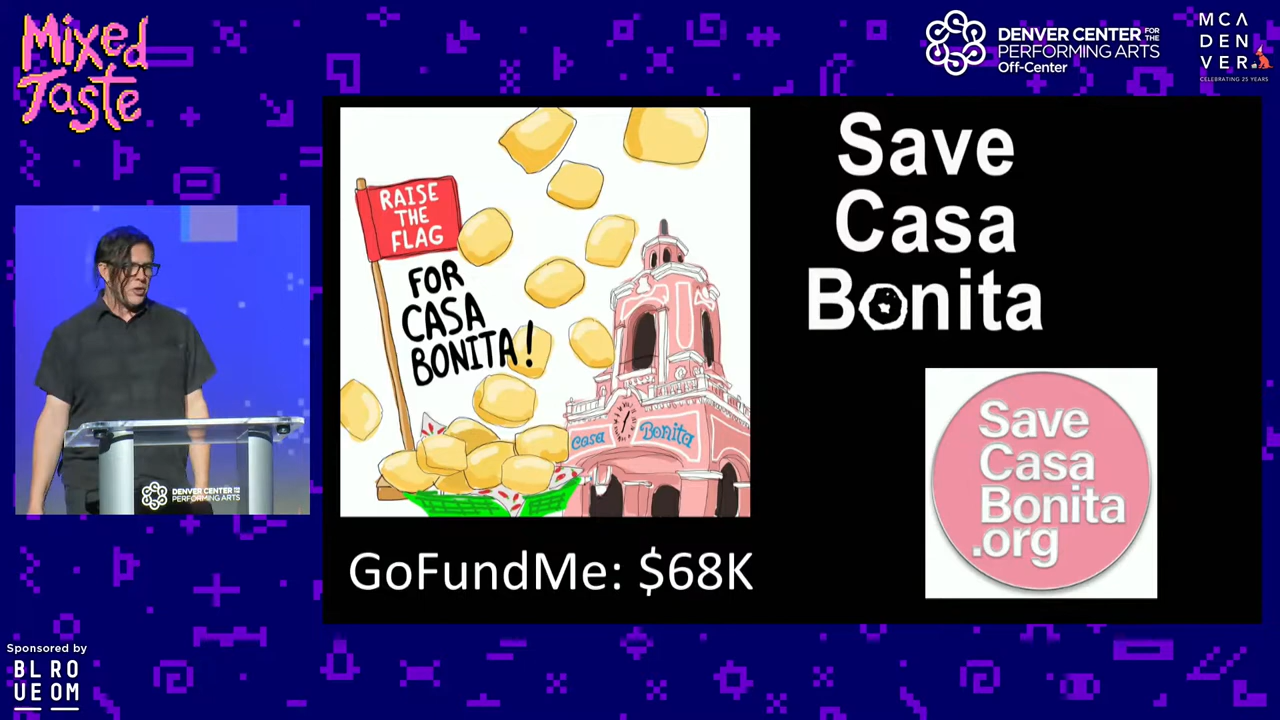 Mixed
Taste
DENVER CENTER FOR THE
PERFORMING ARTS
Off-Center
MCA
DEN
VER
CELEBRATING 25 YEARS
RAISE
THE
FLAG
FOR
CASA
BONITA!
Casa Bonita
GoFundMe: $68K
Save
Casa
Bonita
Save
Casa
Bonita
.org
DENVER CENTER FOR THE
PERFORMING ARTS
Sponsored by
BL RO
UE OM